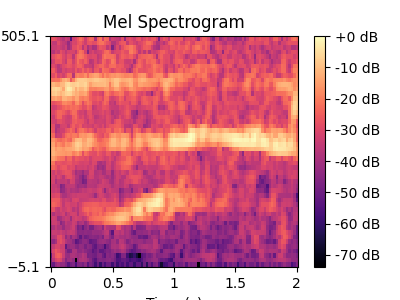 Mel Spectrogram
505.1
-5.1
0
0.5
1
1.5
2
+0 dB
-10 dB
-20 dB
-30 dB
-40 dB
-50 dB
-60 dB
-70 dB